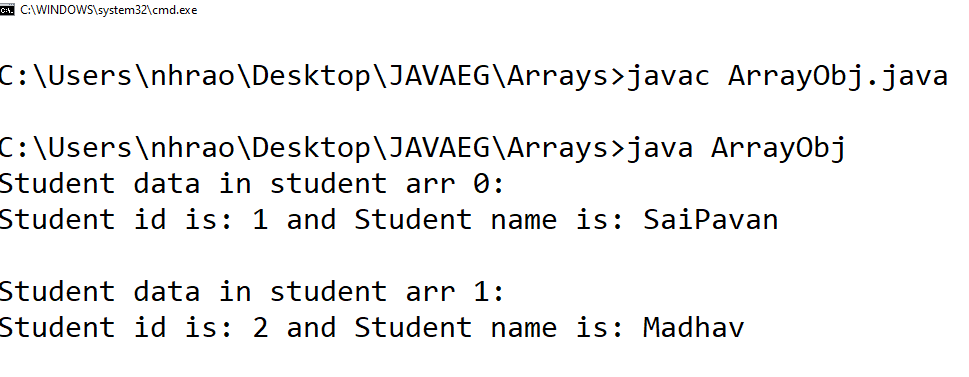 C:\WINDOWS\system32\cmd.exe
C:\Users\nhrao\Desktop\JAVAEG\Arrays>javac ArrayObj.java
C:\Users\nhrao\Desktop\JAVAEG\Arrays>java ArrayObj
Student data in student arr 0:
Student id is: 1 and Student name is: SaiPavan
Student data in student arr 1:
Student id is: 2 and Student name is: Madhav